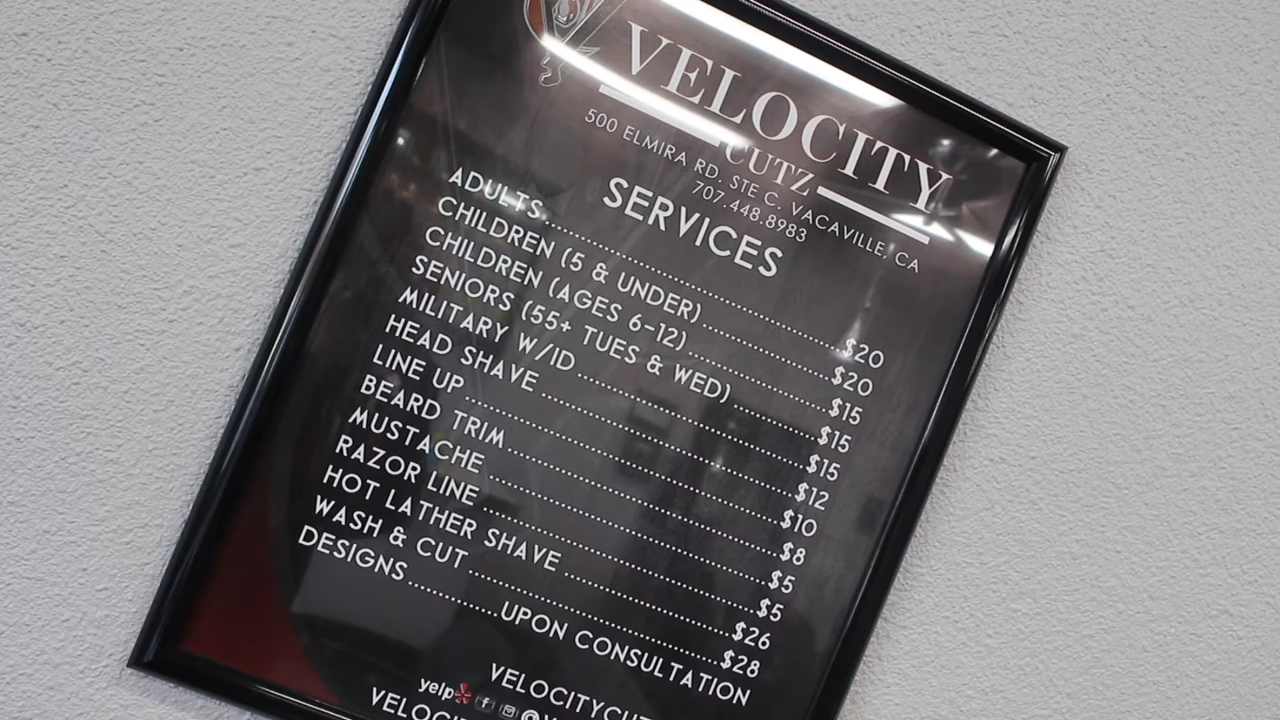 VELOCITY
CUTZ
500 ELMIRA RD. STE C. VACAVILLE, CA
707.448.8983
SERVICES
ADULTS..............................$20
CHILDREN (5 & UNDER)..............................$20
CHILDREN (AGES 6-12)..............................$15
SENIORS (55+ TUES & WED)..............................$15
MILITARY W/ID..............................$15
HEAD SHAVE..............................$12
LINE UP..............................$10
BEARD TRIM..............................$8
MUSTACHE..............................$5
RAZOR LINE..............................$5
HOT LATHER SHAVE..............................$26
WASH & CUT..............................$28
DESIGNS..............UPON CONSULTATION
yelp